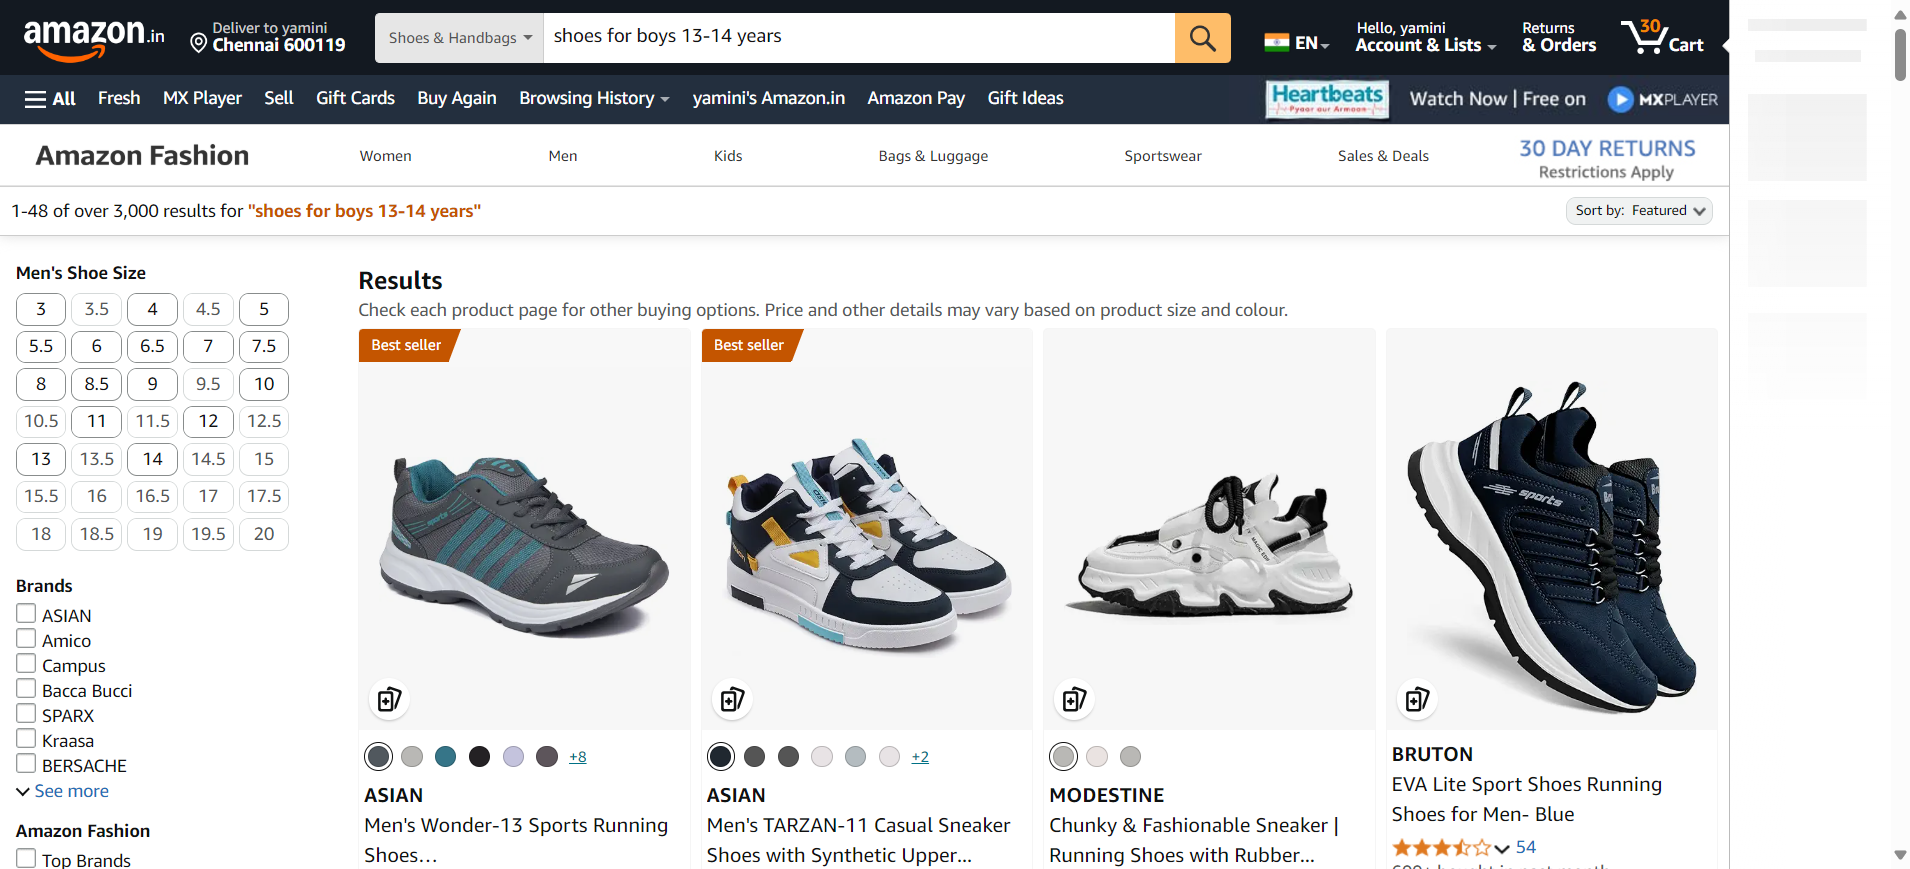 amazon.in
Deliver to yamini
Chennai 600119
Shoes & Handbags
shoes for boys 13-14 years
EN
Hello, yamini
Account & Lists
Returns
& Orders
30
Cart
All
Fresh
MX Player
Sell
Gift Cards
Buy Again
Browsing History
yamini's Amazon.in
Amazon Pay
Gift Ideas
Heartbeats
Pyaar aur Armaan
Watch Now | Free on
MXPLAYER
Amazon Fashion
Women
Men
Kids
Bags & Luggage
Sportswear
Sales & Deals
30 DAY RETURNS
Restrictions Apply
1-48 of over 3,000 results for "shoes for boys 13-14 years"
Sort by: Featured
Men's Shoe Size
3 3.5 4 4.5 5
5.5 6 6.5 7 7.5
8 8.5 9 9.5 10
10.5 11 11.5 12 12.5
13 13.5 14 14.5 15
15.5 16 16.5 17 17.5
18 18.5 19 19.5 20
Brands
ASIAN
Amico
Campus
Bacca Bucci
SPARX
Kraasa
BERSACHE
See more
Amazon Fashion
Top Brands
Results
Check each product page for other buying options. Price and other details may vary based on product size and colour.
Best seller
sports
+8
ASIAN
Men's Wonder-13 Sports Running
Shoes…
Best seller
+2
ASIAN
Men's TARZAN-11 Casual Sneaker
Shoes with Synthetic Upper...
MODESTINE
Chunky & Fashionable Sneaker |
Running Shoes with Rubber...
sports
BRUTON
EVA Lite Sport Shoes Running
Shoes for Men- Blue
54